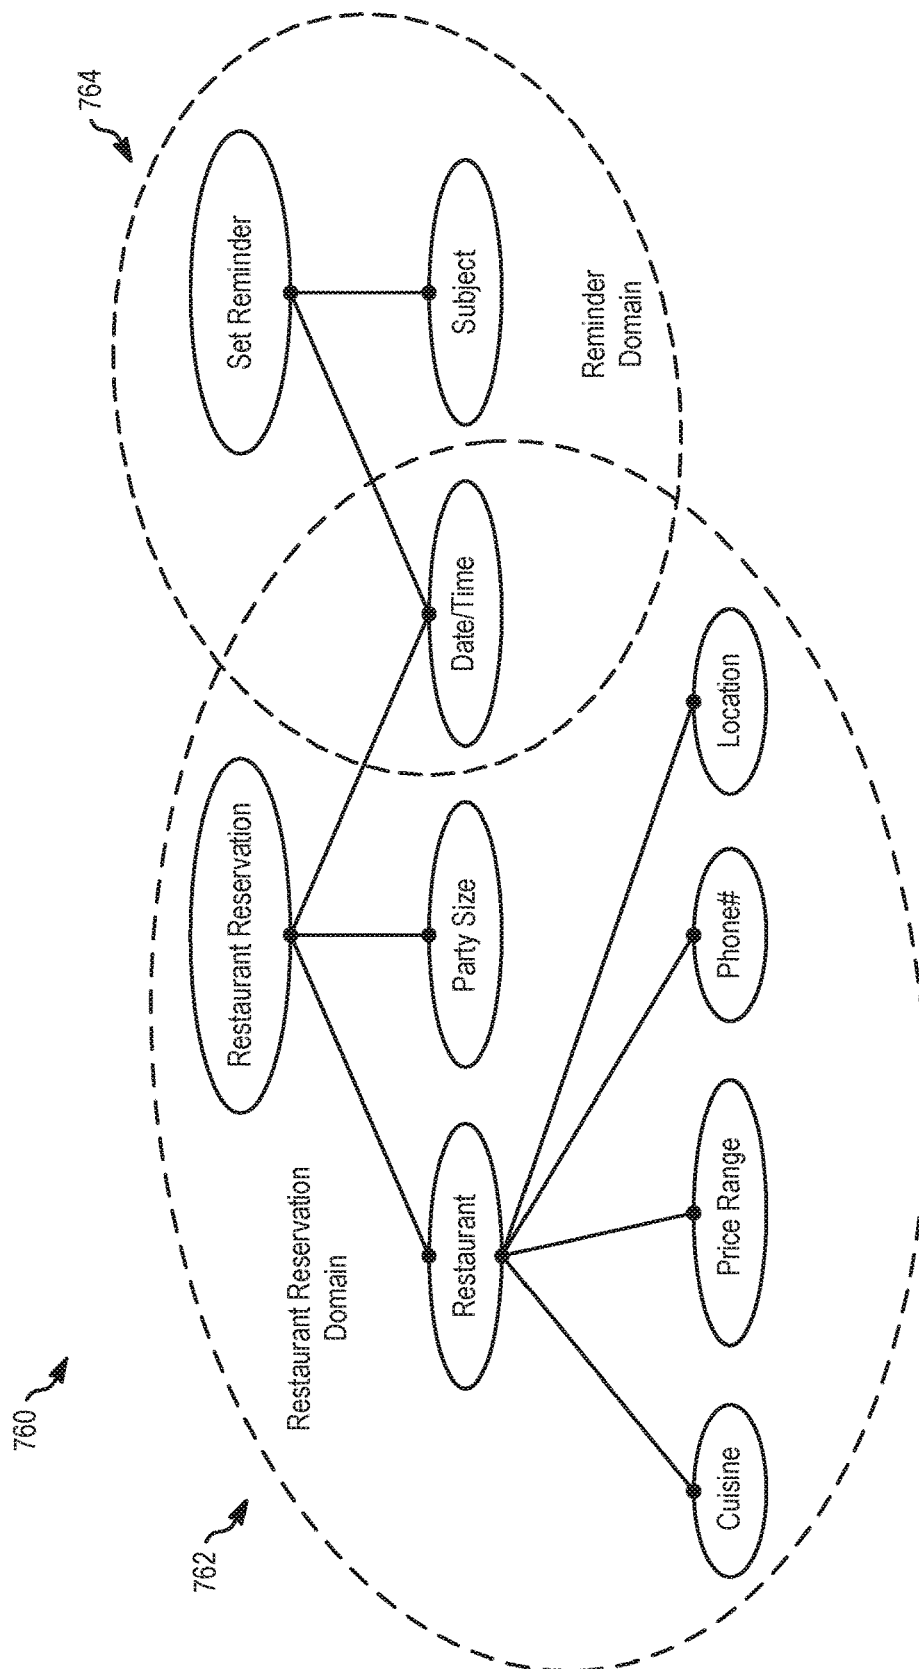 760
762
764
Restaurant Reservation
Domain
Restaurant Reservation
Set Reminder
Restaurant
Party Size
Date/Time
Subject
Reminder
Domain
Cuisine
Price Range
Phone#
Location